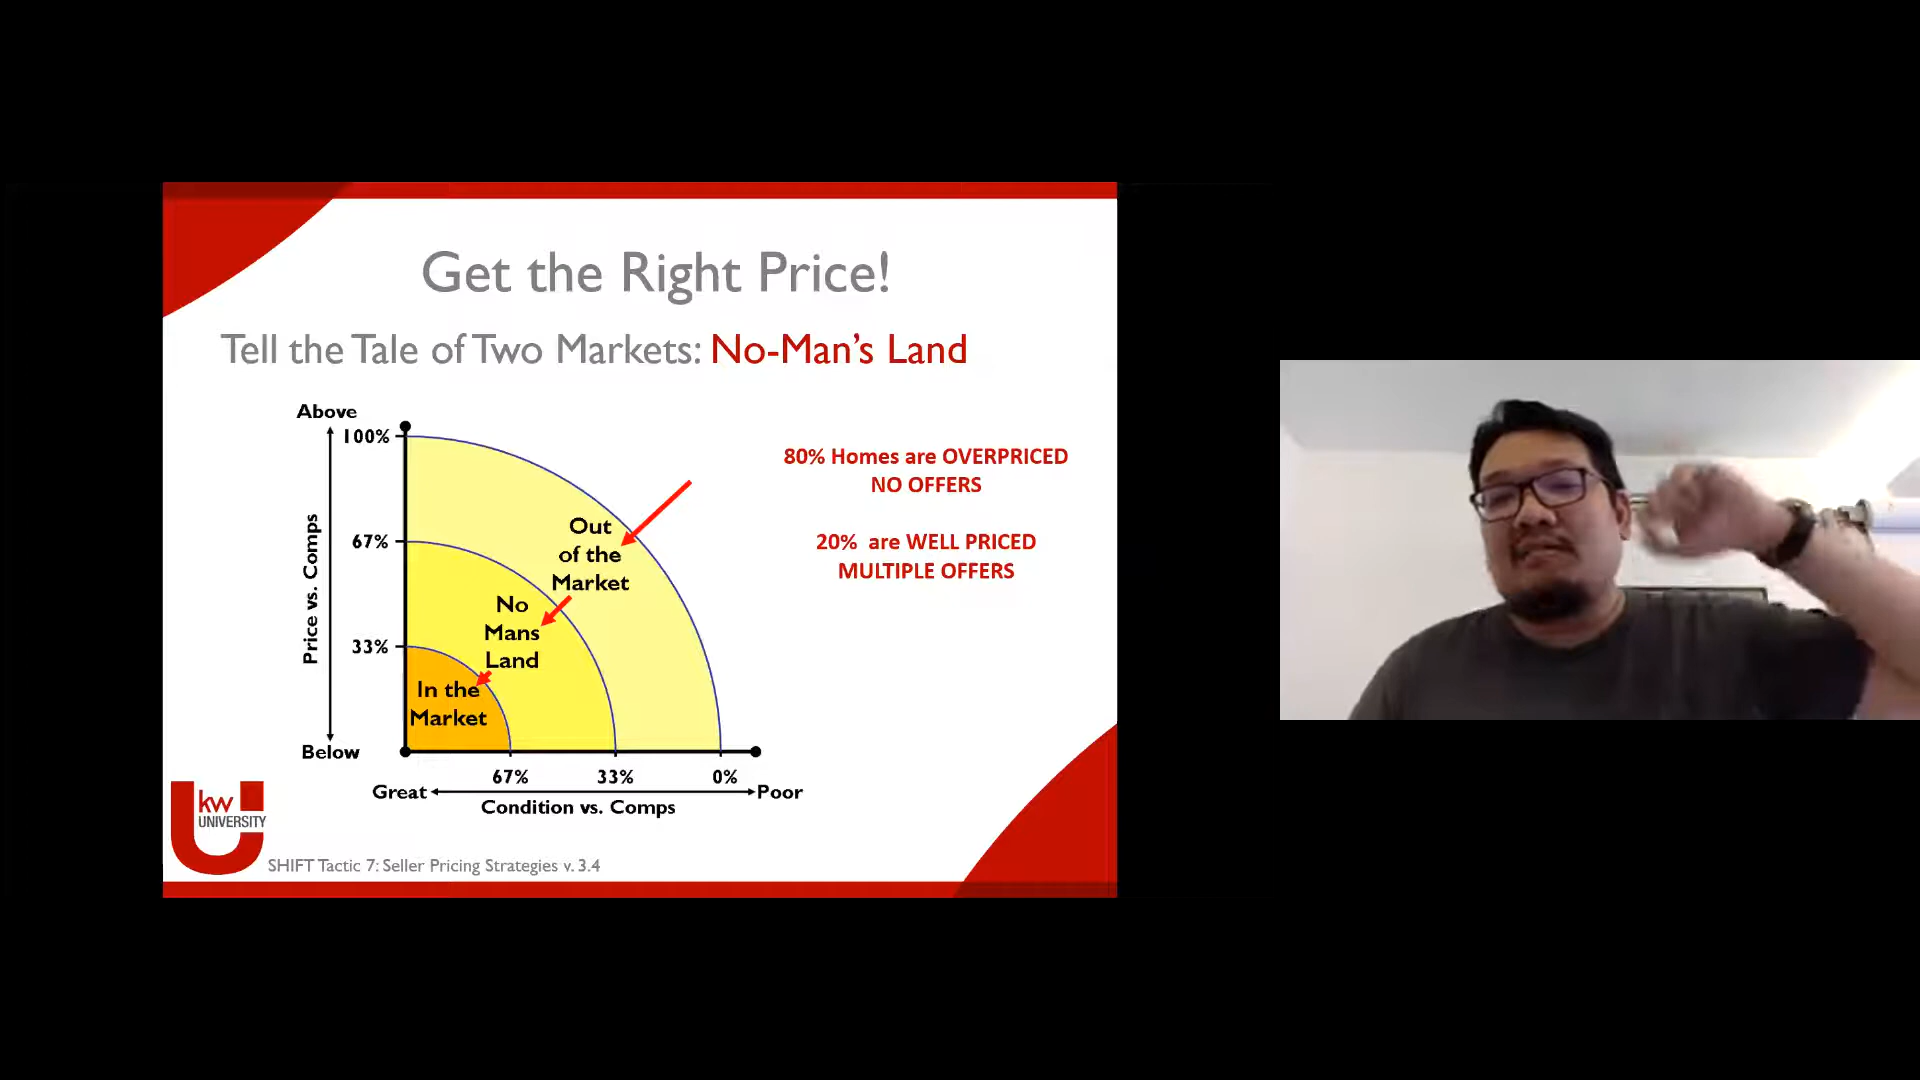 Get the Right Price!
Tell the Tale of Two Markets: No-Man's Land
Above
100%
67%
33%
Below
Price vs. Comps
Out
of the
Market
No
Mans
Land
In the
Market
67%
33%
0%
Great
Poor
Condition vs. Comps
80% Homes are OVERPRICED
NO OFFERS
20% are WELL PRICED
MULTIPLE OFFERS
kw
UNIVERSITY
SHIFT Tactic 7: Seller Pricing Strategies v. 3.4